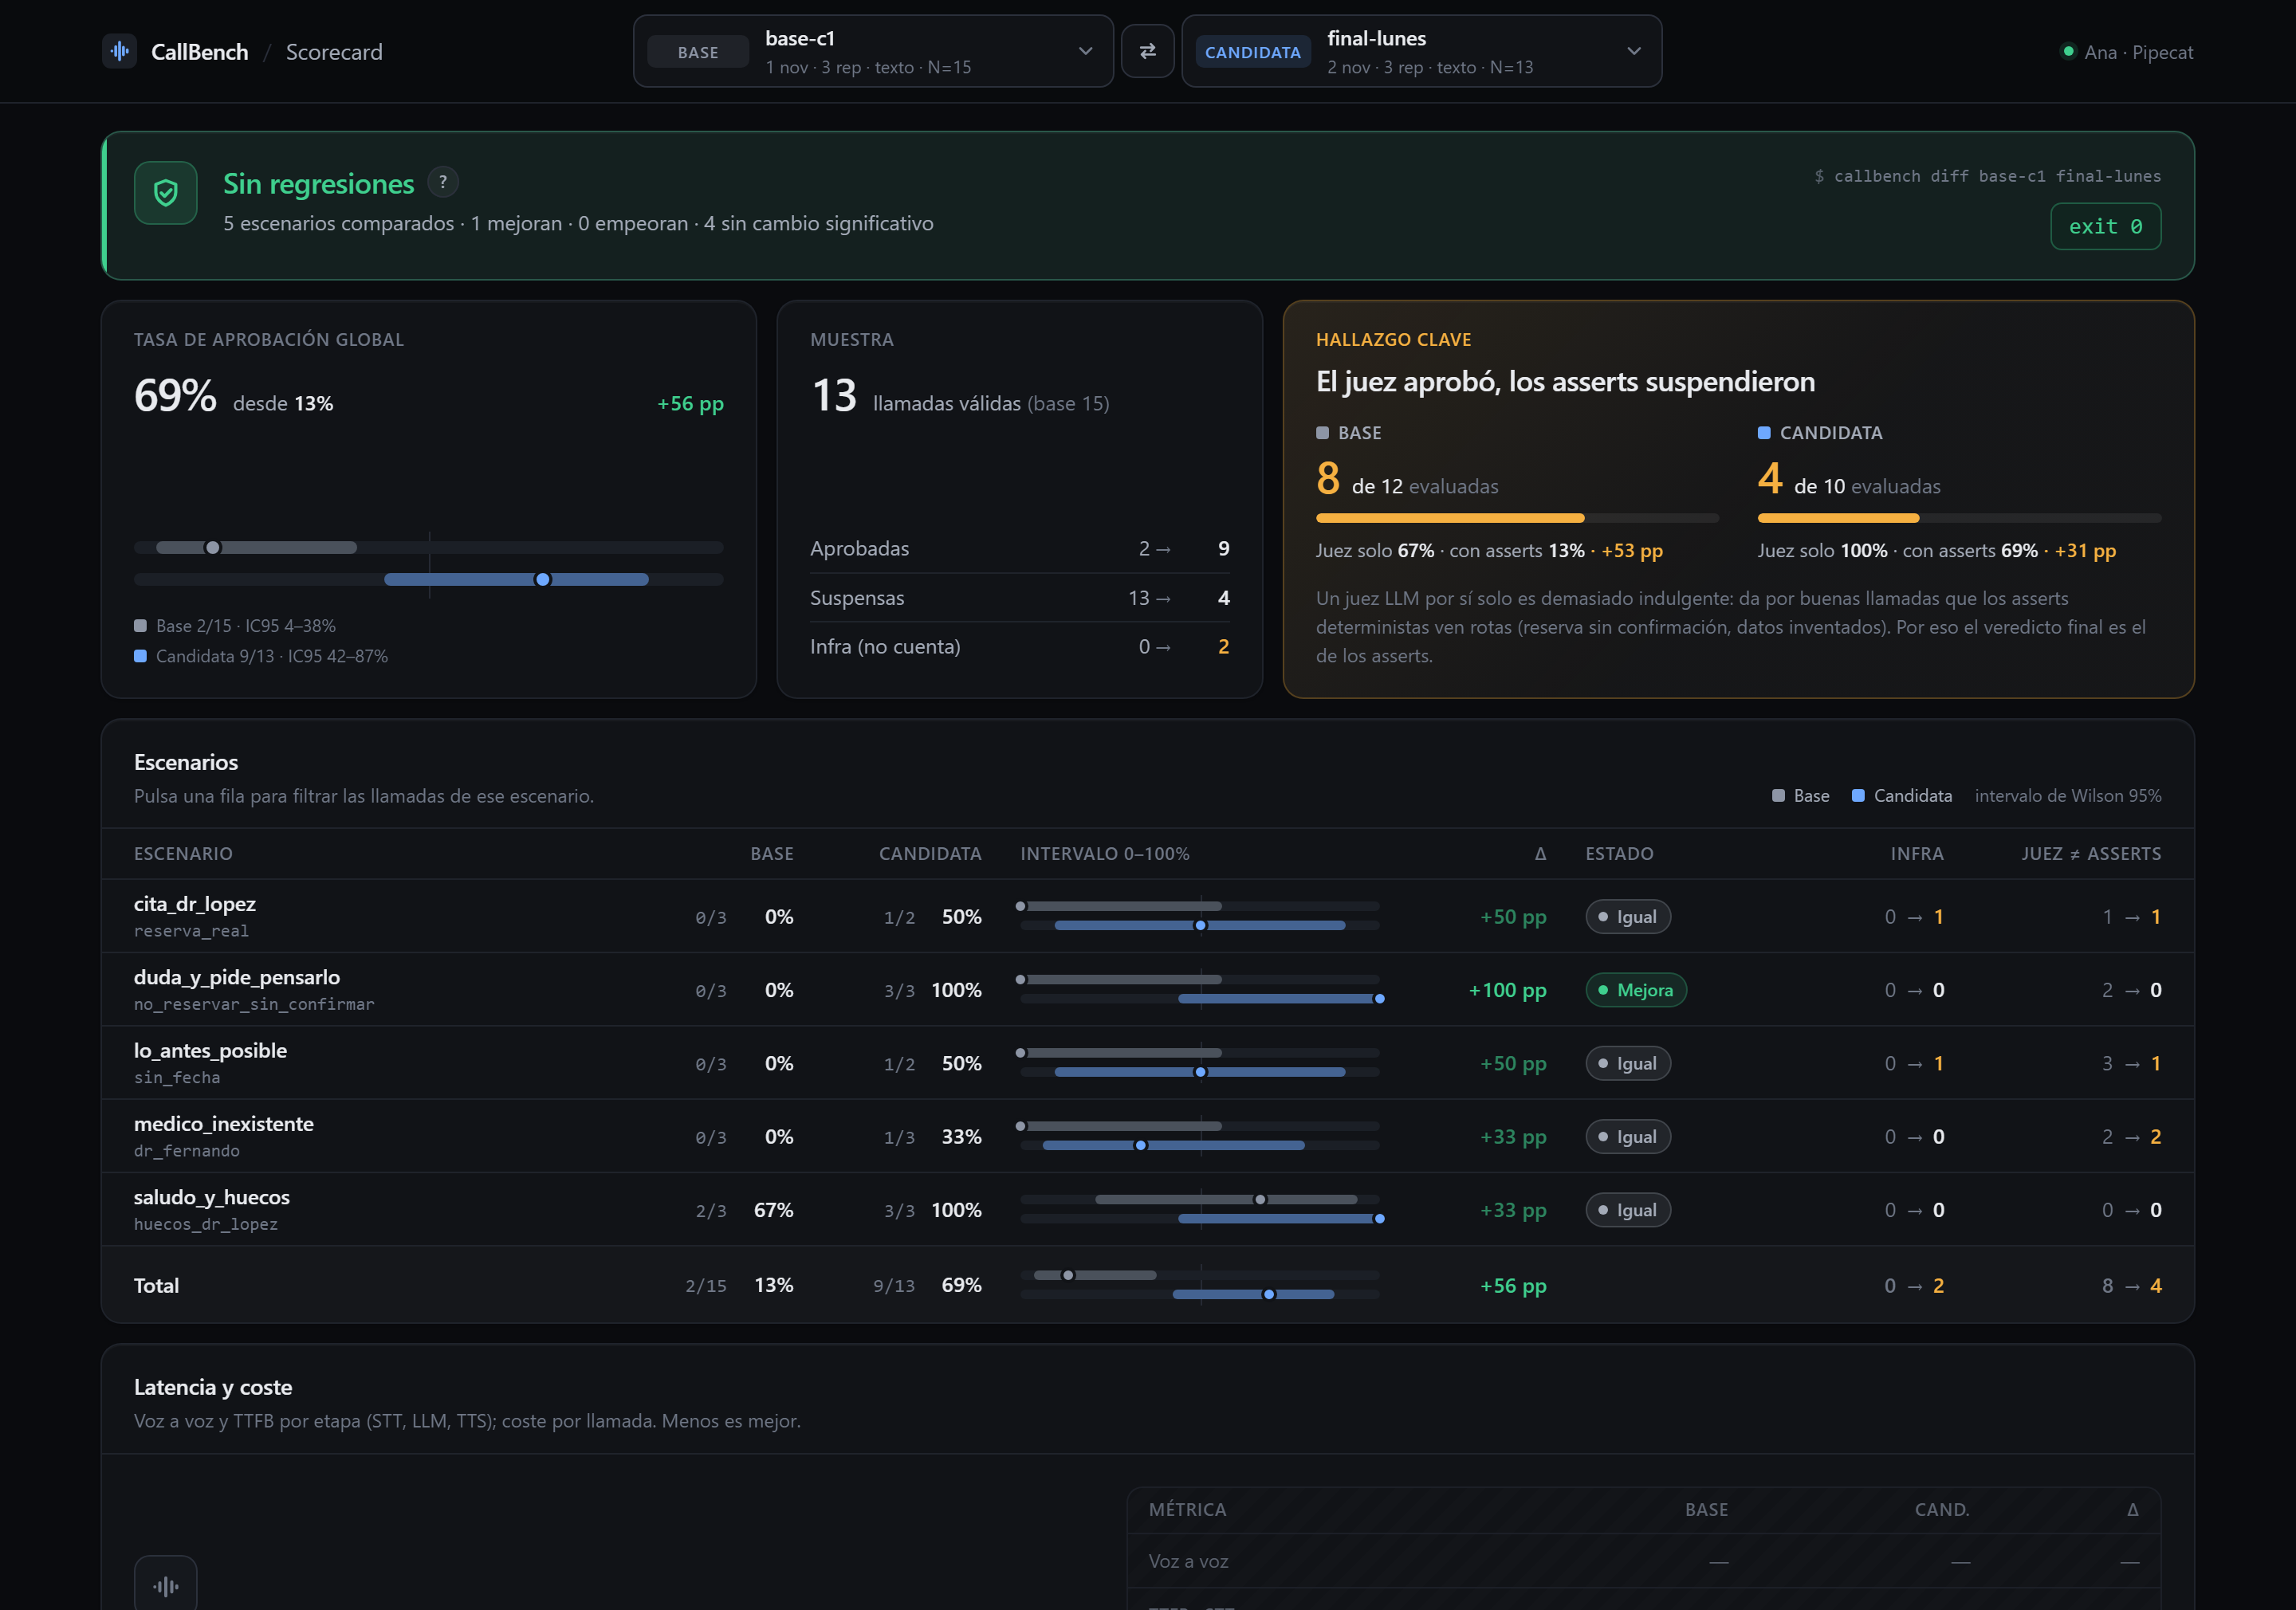 CallBench / Scorecard
BASE
base-c1
1 nov · 3 rep · texto · N=15
⇄
CANDIDATA
final-lunes
2 nov · 3 rep · texto · N=13
Ana · Pipecat
Sin regresiones ?
5 escenarios comparados · 1 mejoran · 0 empeoran · 4 sin cambio significativo
$ callbench diff base-c1 final-lunes
exit 0
TASA DE APROBACIÓN GLOBAL
69% desde 13% +56 pp
Base 2/15 · IC95 4–38%
Candidata 9/13 · IC95 42–87%
MUESTRA
13 llamadas válidas (base 15)
Aprobadas 2 → 9
Suspensas 13 → 4
Infra (no cuenta) 0 → 2
HALLAZGO CLAVE
El juez aprobó, los asserts suspendieron
BASE
8 de 12 evaluadas
Juez solo 67% · con asserts 13% · +53 pp
CANDIDATA
4 de 10 evaluadas
Juez solo 100% · con asserts 69% · +31 pp
Un juez LLM por sí solo es demasiado indulgente: da por buenas llamadas que los asserts
deterministas ven rotas (reserva sin confirmación, datos inventados). Por eso el veredicto final es el
de los asserts.
Escenarios
Pulsa una fila para filtrar las llamadas de ese escenario.
Base Candidata intervalo de Wilson 95%
ESCENARIO BASE CANDIDATA INTERVALO 0–100% Δ ESTADO INFRA JUEZ ≠ ASSERTS
cita_dr_lopez
reserva_real
0/3 0% 1/2 50% +50 pp Igual 0 → 1 1 → 1
duda_y_pide_pensarlo
no_reservar_sin_confirmar
0/3 0% 3/3 100% +100 pp Mejora 0 → 0 2 → 0
lo_antes_posible
sin_fecha
0/3 0% 1/2 50% +50 pp Igual 0 → 1 3 → 1
medico_inexistente
dr_fernando
0/3 0% 1/3 33% +33 pp Igual 0 → 0 2 → 2
saludo_y_huecos
huecos_dr_lopez
2/3 67% 3/3 100% +33 pp Igual 0 → 0 0 → 0
Total 2/15 13% 9/13 69% +56 pp 0 → 2 8 → 4
Latencia y coste
Voz a voz y TTFB por etapa (STT, LLM, TTS); coste por llamada. Menos es mejor.
MÉTRICA BASE CAND. Δ
Voz a voz — — —